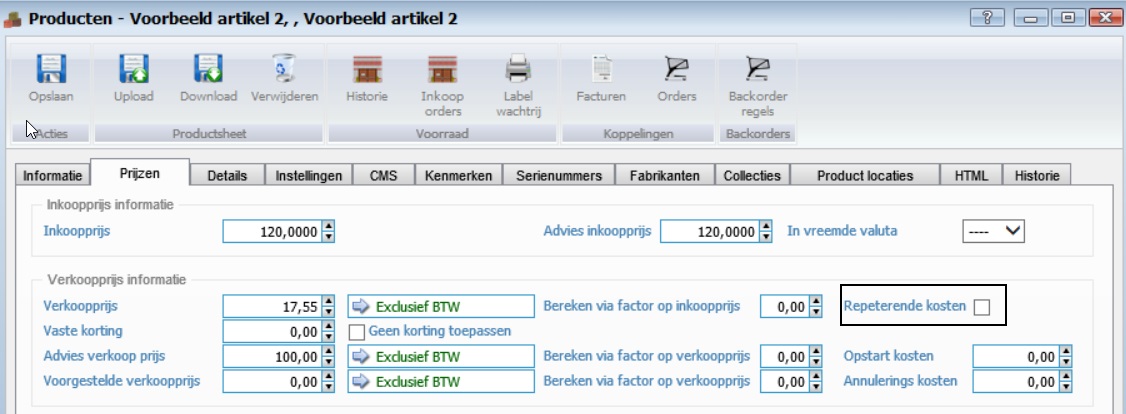 Producten - Voorbeeld artikel 2, , Voorbeeld artikel 2
?
Opslaan Upload Download Verwijderen Historie Inkoop orders Label wachtrij Facturen Orders Backorder regels
Acties Productsheet Voorraad Koppelingen Backorders
Informatie Prijzen Details Instellingen CMS Kenmerken Serienummers Fabrikanten Collecties Product locaties HTML Historie
Inkoopprijs informatie
Inkoopprijs 120,0000 Advies inkoopprijs 120,0000 In vreemde valuta ----
Verkoopprijs informatie
Verkoopprijs 17,55 Exclusief BTW Bereken via factor op inkoopprijs 0,00 Repeterende kosten
Vaste korting 0,00 Geen korting toepassen
Advies verkoop prijs 100,00 Exclusief BTW Bereken via factor op verkoopprijs 0,00 Opstart kosten 0,00
Voorgestelde verkoopprijs 0,00 Exclusief BTW Bereken via factor op verkoopprijs 0,00 Annulerings kosten 0,00